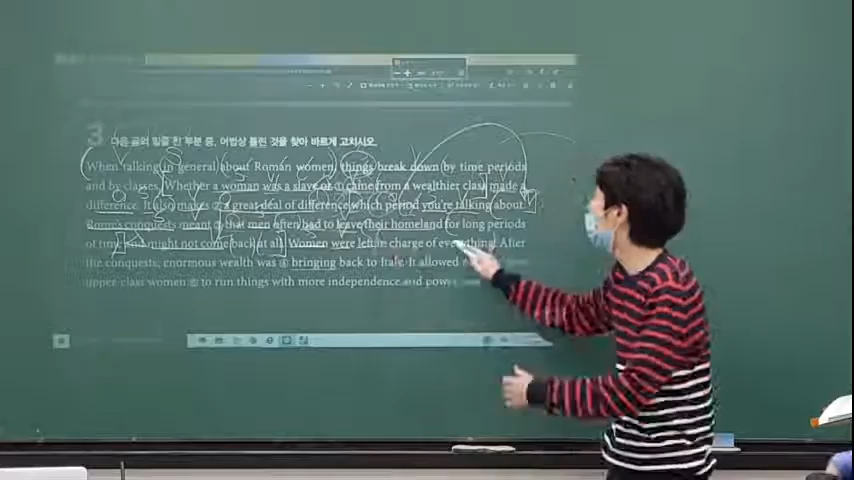 3 다음 글의 밑줄 친 부분 중, 어법상 틀린 것을 찾아 바르게 고치시오.
When talking in general about Roman women, things break down by time periods
and by classes. Whether a woman was a slave or ① came from a wealthier class made a
difference. It also makes ② a great deal of difference which period you're talking about.
Rome's conquests meant ③ that men often had to leave their homeland for long periods
of time and might not come back at all. Women were left in charge of everything. After
the conquests, enormous wealth was ④ bringing back to Italy. It allowed
upper class women ⑤ to run things with more independence and power